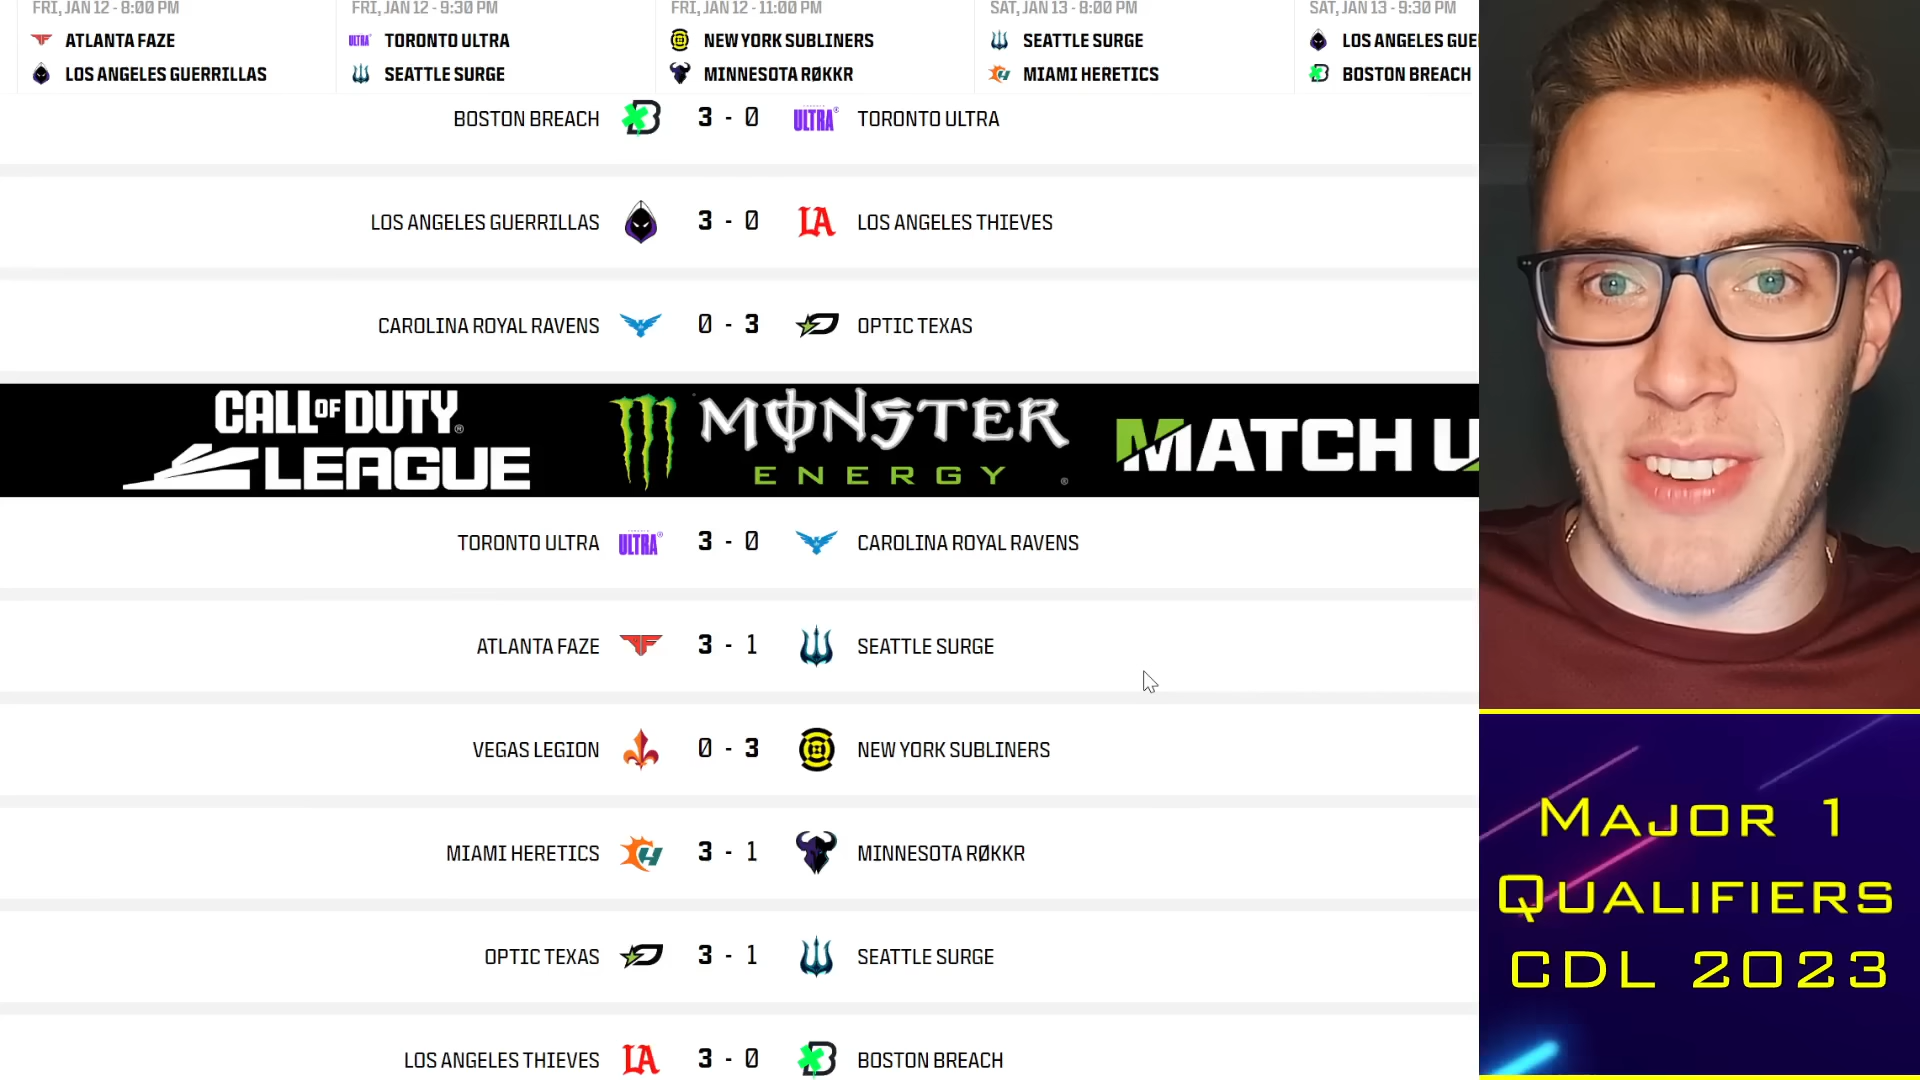 FRI, JAN 12 - 8:00 PM
ATLANTA FAZE
LOS ANGELES GUERRILLAS
FRI, JAN 12 - 9:30 PM
ULTRA
TORONTO ULTRA
SEATTLE SURGE
FRI, JAN 12 - 11:00 PM
NEW YORK SUBLINERS
MINNESOTA RØKKR
SAT, JAN 13 - 8:00 PM
SEATTLE SURGE
MIAMI HERETICS
SAT, JAN 13 - 9:30 PM
LOS ANGELES GUE
BOSTON BREACH
BOSTON BREACH B 3 - 0 ULTRA TORONTO ULTRA
LOS ANGELES GUERRILLAS 3 - 0 LA LOS ANGELES THIEVES
CAROLINA ROYAL RAVENS 0 - 3 OPTIC TEXAS
CALL OF DUTY® LEAGUE
MONSTER ENERGY®
MATCH U
TORONTO ULTRA ULTRA 3 - 0 CAROLINA ROYAL RAVENS
ATLANTA FAZE 3 - 1 SEATTLE SURGE
VEGAS LEGION 0 - 3 NEW YORK SUBLINERS
MIAMI HERETICS 3 - 1 MINNESOTA RØKKR
OPTIC TEXAS 3 - 1 SEATTLE SURGE
LOS ANGELES THIEVES LA 3 - 0 B BOSTON BREACH
MAJOR 1
QUALIFIERS
CDL 2023